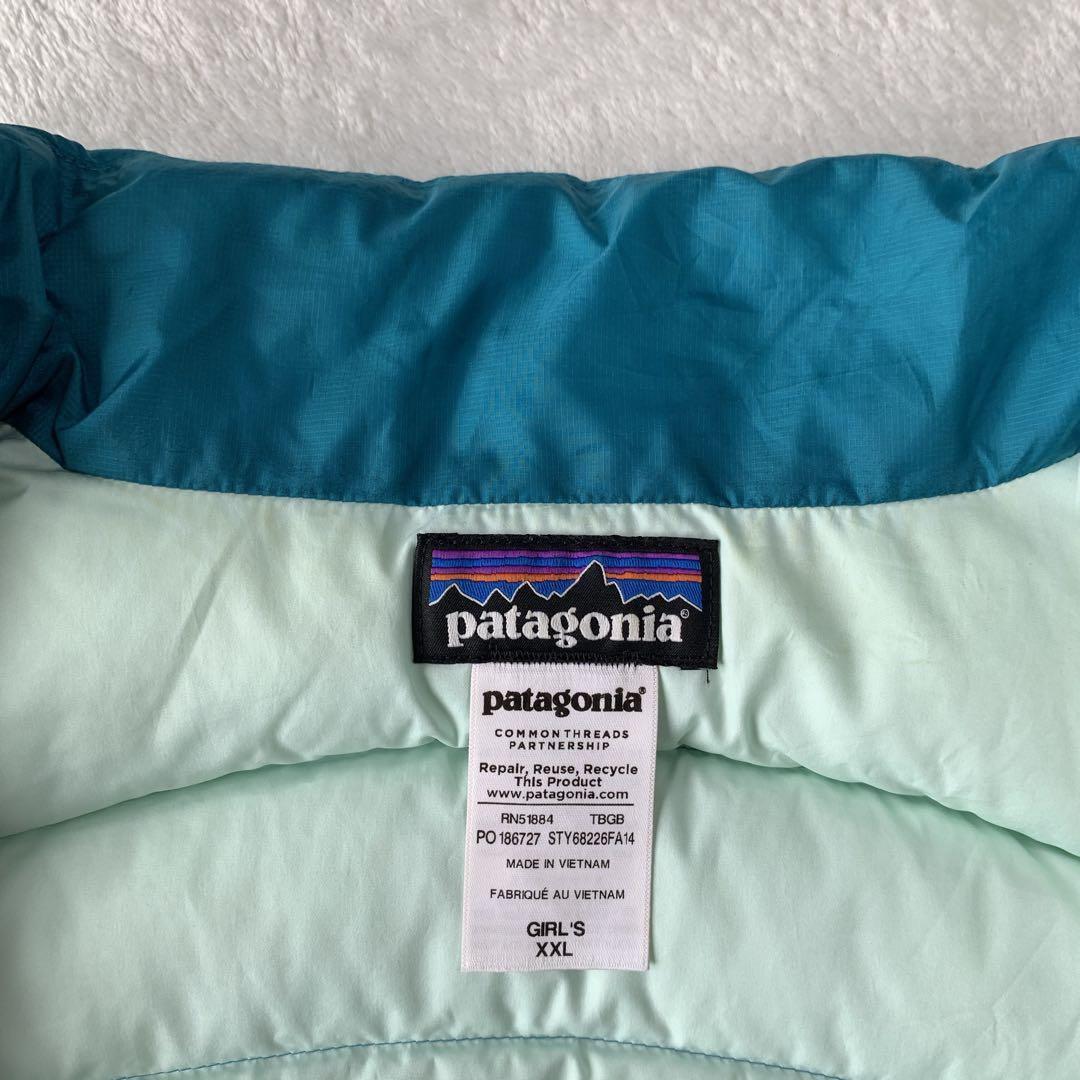 patagonia®
patagonia®
COMMON THREADS
PARTNERSHIP
Repair, Reuse, Recycle
This Product
www.patagonia.com
RN51884 TBGB
PO 186727 STY68226FA14
MADE IN VIETNAM
FABRIQUÉ AU VIETNAM
GIRL'S
XXL